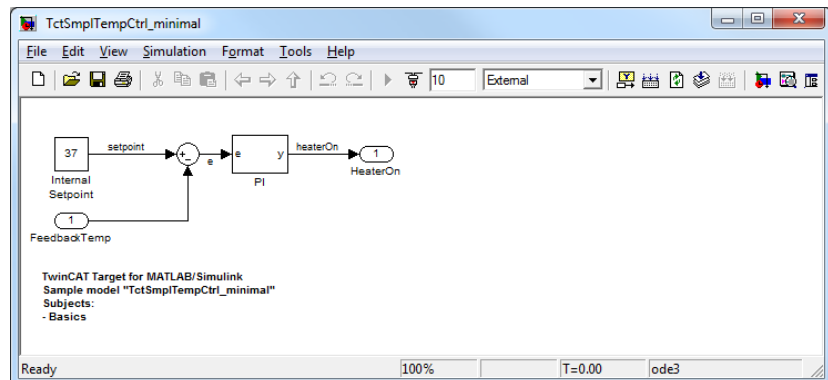 TctSmplTempCtrl_minimal
File Edit View Simulation Format Tools Help
10 External
37 setpoint + - e e y heaterOn 1
Internal
Setpoint
PI
HeaterOn
1
FeedbackTemp
TwinCAT Target for MATLAB/Simulink
Sample model "TctSmplTempCtrl_minimal"
Subjects:
- Basics
Ready 100% T=0.00 ode3